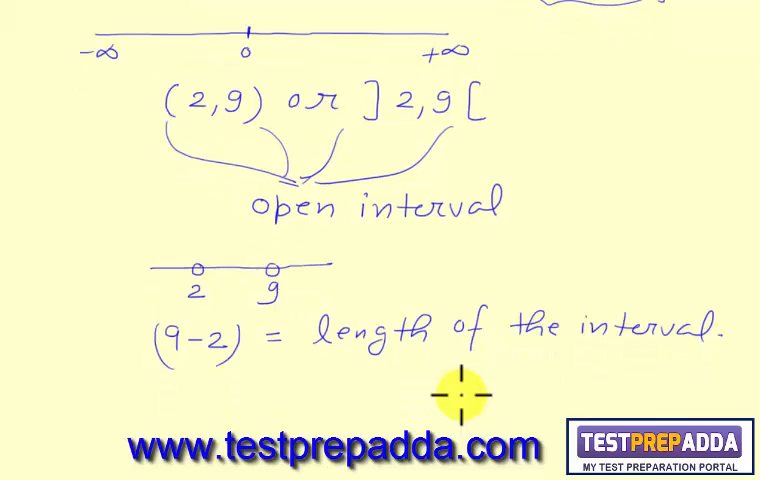 -∞ 0 +∞
(2,9) or ]2,9[
open interval
2 9
(9-2) = length of the interval.
www.testprepadda.com
TESTPREPADDA
MY TEST PREPARATION PORTAL